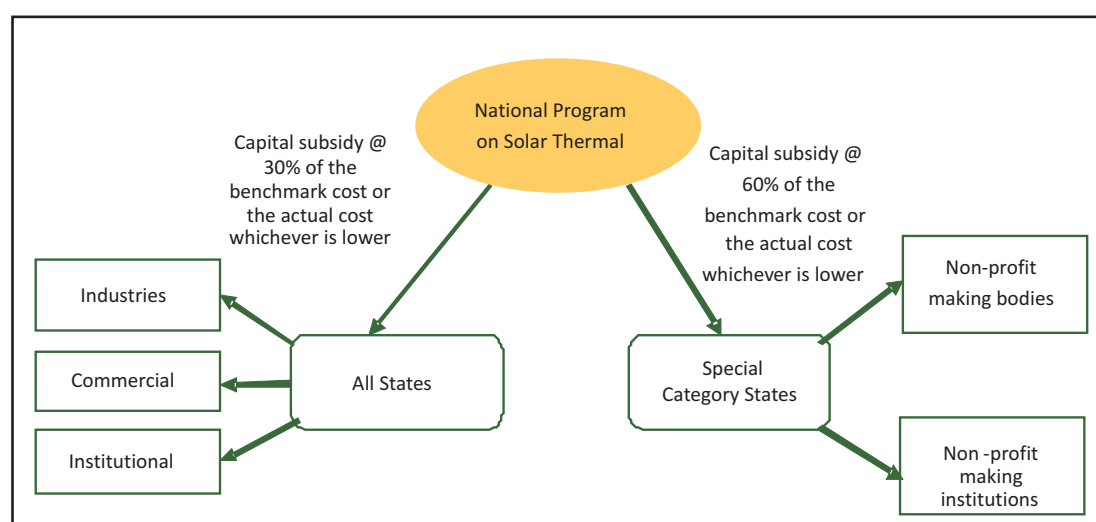 National Program
on Solar Thermal
Capital subsidy @
30% of the
benchmark cost or
the actual cost
whichever is lower
Capital subsidy @
60% of the
benchmark cost or
the actual cost
whichever is lower
Industries
Commercial
Institutional
All States
Special
Category States
Non-profit
making bodies
Non -profit
making
institutions